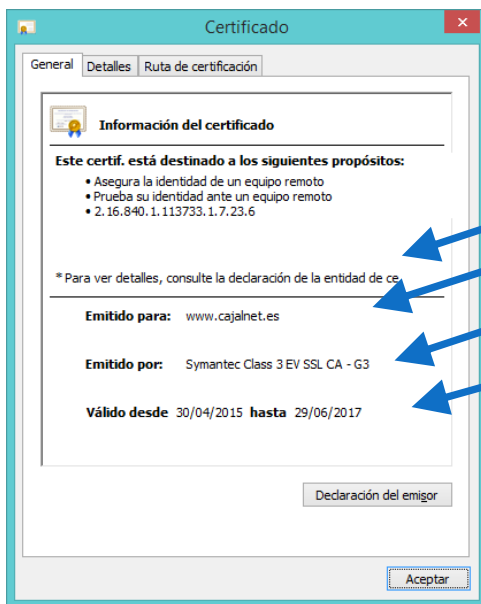 Certificado
General Detalles Ruta de certificación
Información del certificado
Este certif. está destinado a los siguientes propósitos:
• Asegura la identidad de un equipo remoto
• Prueba su identidad ante un equipo remoto
• 2.16.840.1.113733.1.7.23.6
* Para ver detalles, consulte la declaración de la entidad de ce
Emitido para: www.cajalnet.es
Emitido por: Symantec Class 3 EV SSL CA - G3
Válido desde 30/04/2015 hasta 29/06/2017
Declaración del emisor
Aceptar